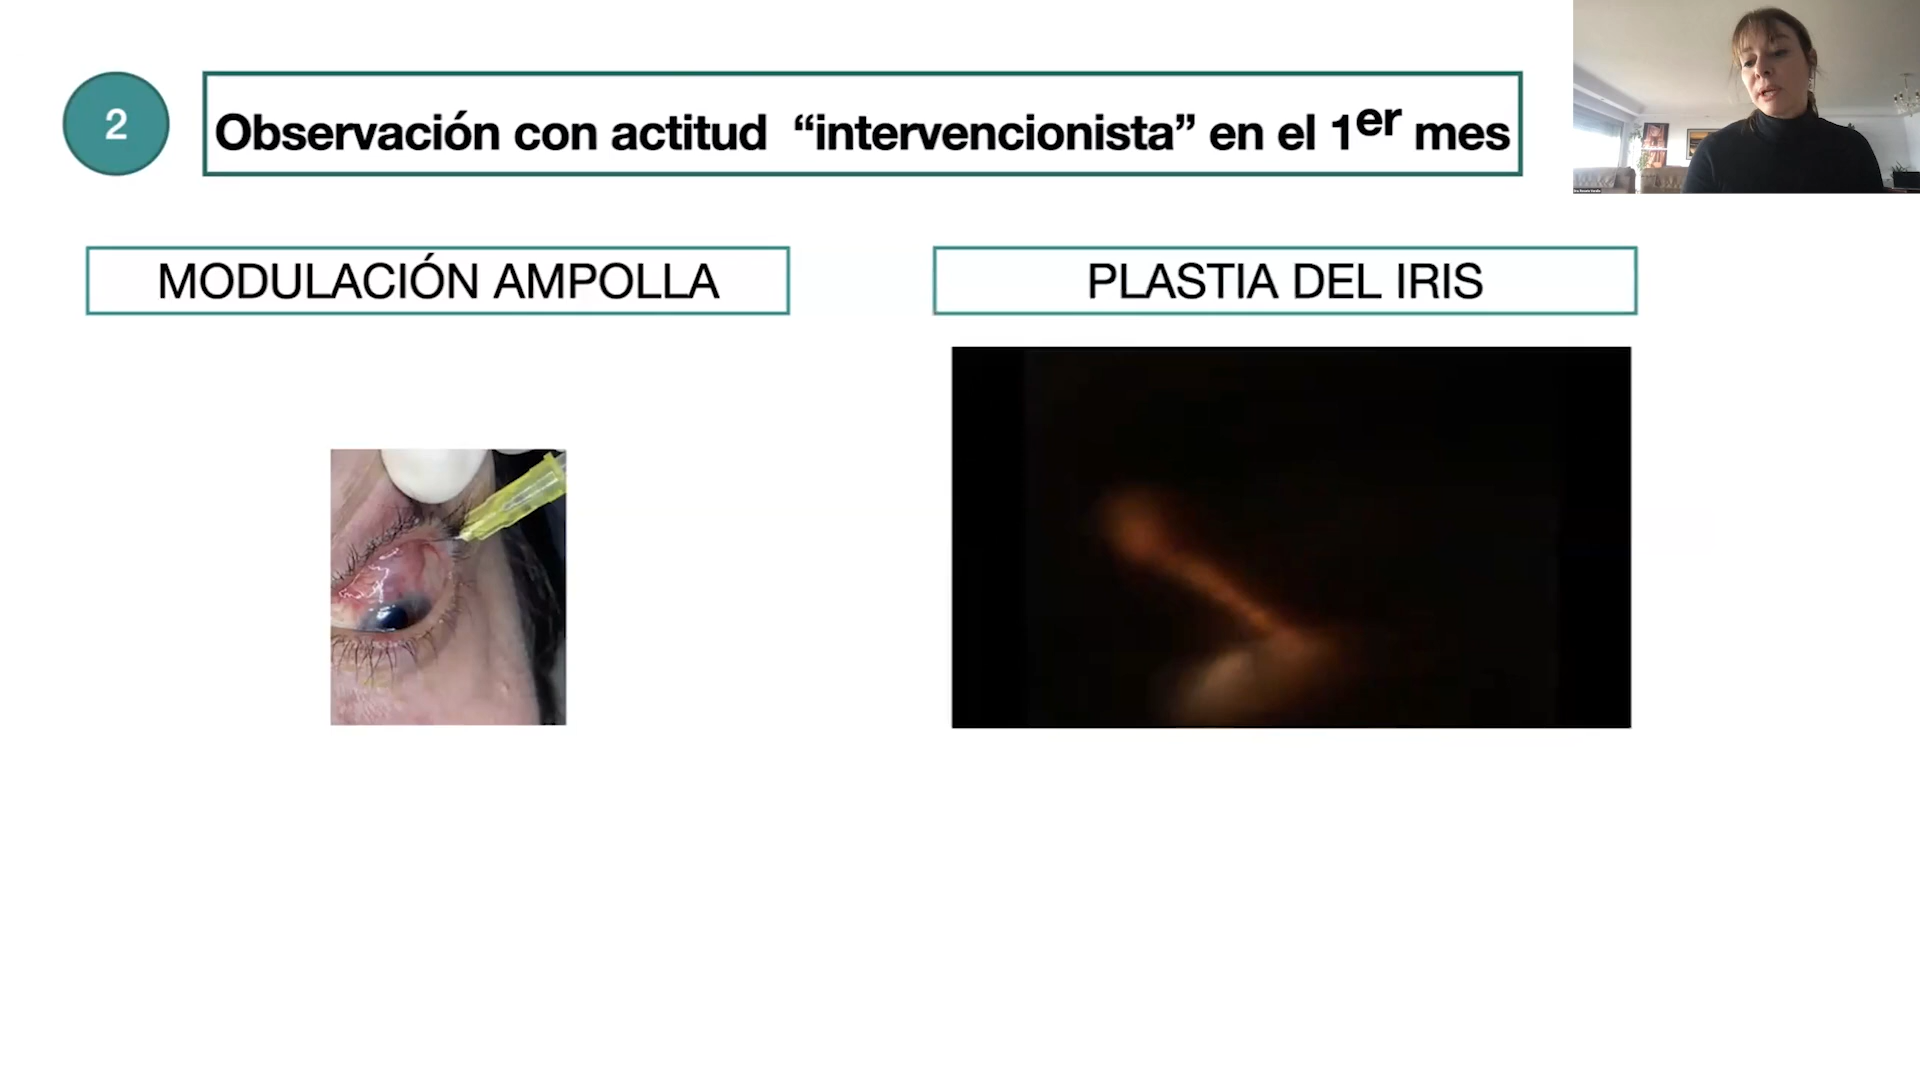 2
Observación con actitud “intervencionista” en el 1er mes
MODULACIÓN AMPOLLA
PLASTIA DEL IRIS